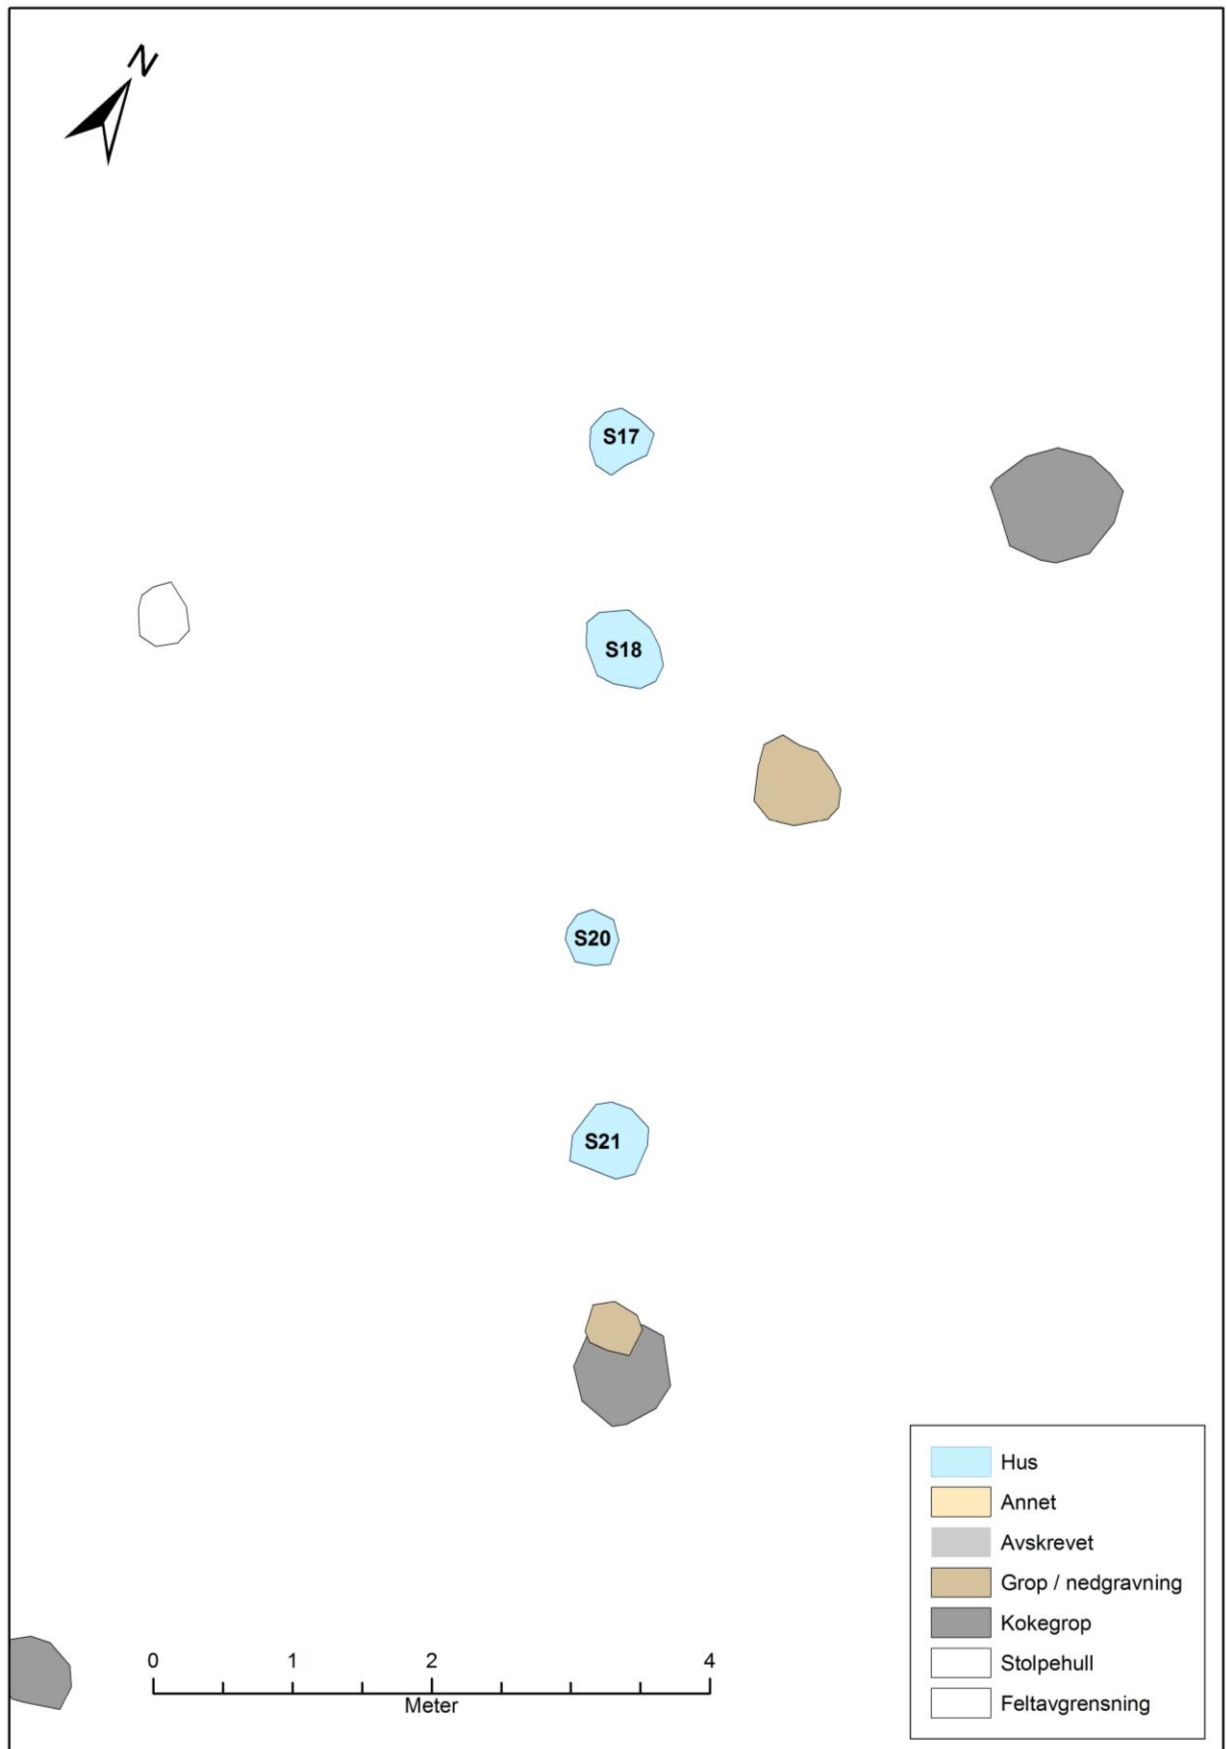 N
S17
S18
S20
S21
Hus
Annet
Avskrevet
Grop / nedgravning
Kokegrop
Stolpehull
Feltavgrensning
0 1 2 4
Meter